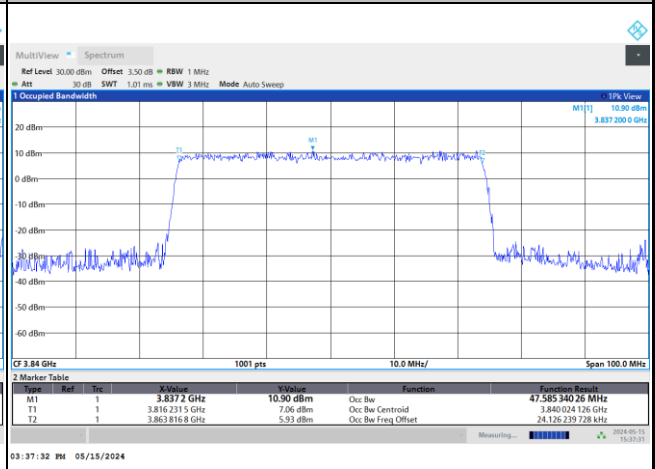 MultiView Spectrum
Ref Level 30.00 dBm Offset 3.50 dB RBW 1 MHz
Att 30 dB SWT 1.01 ms VBW 3 MHz Mode Auto Sweep
1 Occupied Bandwidth 1Pk View
M1[1] 10.90 dBm
3.837 200 0 GHz
20 dBm
M1
T1 T2
10 dBm
0 dBm
-10 dBm
-20 dBm
-30 dBm
-40 dBm
-50 dBm
-60 dBm
CF 3.84 GHz 1001 pts 10.0 MHz/ Span 100.0 MHz
2 Marker Table
Type Ref Trc X-Value Y-Value Function Function Result
M1 1 3.8372 GHz 10.90 dBm Occ Bw 47.585 340 26 MHz
T1 1 3.816 231 5 GHz 7.06 dBm Occ Bw Centroid 3.840 024 126 GHz
T2 1 3.863 816 8 GHz 5.93 dBm Occ Bw Freq Offset 24.126 239 728 kHz
Measuring... 2024-05-15
15:37:31
03:37:32 PM 05/15/2024